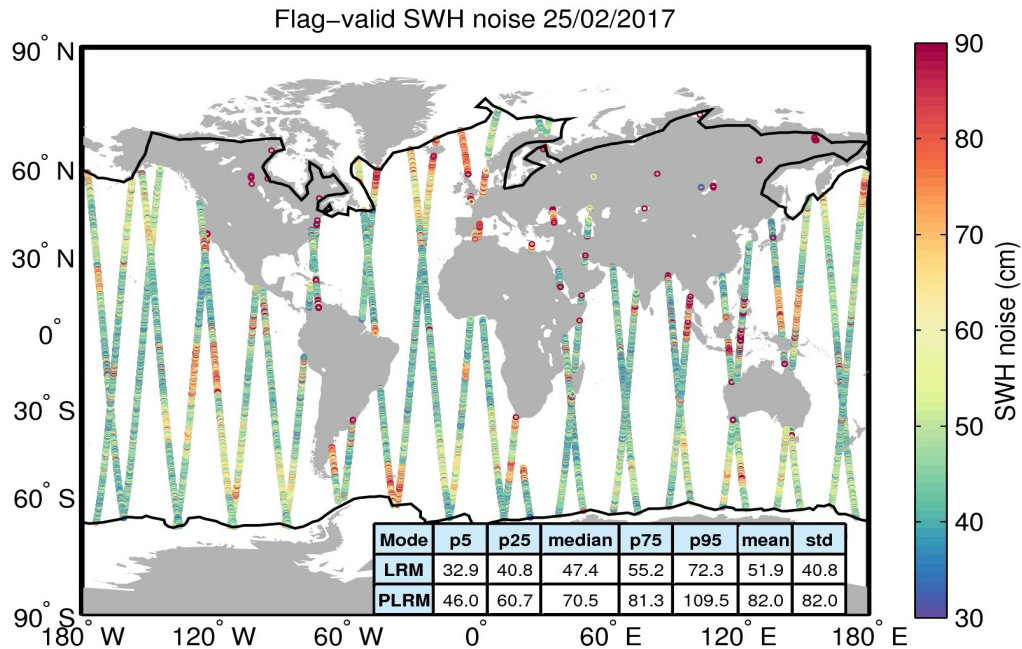 Flag−valid SWH noise 25/02/2017
90° N
60° N
30° N
0°
30° S
60° S
90° S
180° W
120° W
60° W
0°
60° E
120° E
180° E
90
80
70
60
50
40
30
SWH noise (cm)
Mode p5 p25 median p75 p95 mean std
LRM 32.9 40.8 47.4 55.2 72.3 51.9 40.8
PLRM 46.0 60.7 70.5 81.3 109.5 82.0 82.0